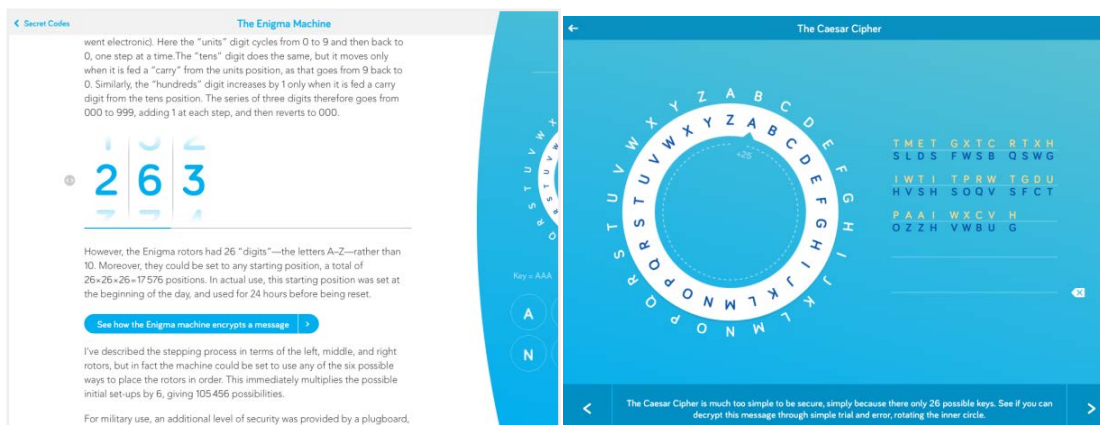 Secret Codes
The Enigma Machine
went electronic). Here the "units" digit cycles from 0 to 9 and then back to
0, one step at a time.The "tens" digit does the same, but it moves only
when it is fed a "carry" from the units position, as that goes from 9 back to
0. Similarly, the "hundreds" digit increases by 1 only when it is fed a carry
digit from the tens position. The series of three digits therefore goes from
000 to 999, adding 1 at each step, and then reverts to 000.
2 6 3
However, the Enigma rotors had 26 "digits"—the letters A–Z—rather than
10. Moreover, they could be set to any starting position, a total of
26×26×26=17 576 positions. In actual use, this starting position was set at
the beginning of the day, and used for 24 hours before being reset.
See how the Enigma machine encrypts a message
I've described the stepping process in terms of the left, middle, and right
rotors, but in fact the machine could be set to use any of the six possible
ways to place the rotors in order. This immediately multiplies the possible
initial set-ups by 6, giving 105 456 possibilities.
For military use, an additional level of security was provided by a plugboard,
Q R S T U V W X
Key = AAA
A
N
The Caesar Cipher
A B C D E F G H I J K L M N O P Q R S T U V W X Y Z
A B C D E F G H I J K L M N O P Q R S T U V W X Y Z
+25
TMET GXTC RTXH
SLDS FWSB QSWG
IWTI TPRW TGDU
HVSH SOQV SFCT
PAAI WXCV H
OZZH VWBU G
The Caesar Cipher is much too simple to be secure, simply because there only 26 possible keys. See if you can
decrypt this message through simple trial and error, rotating the inner circle.